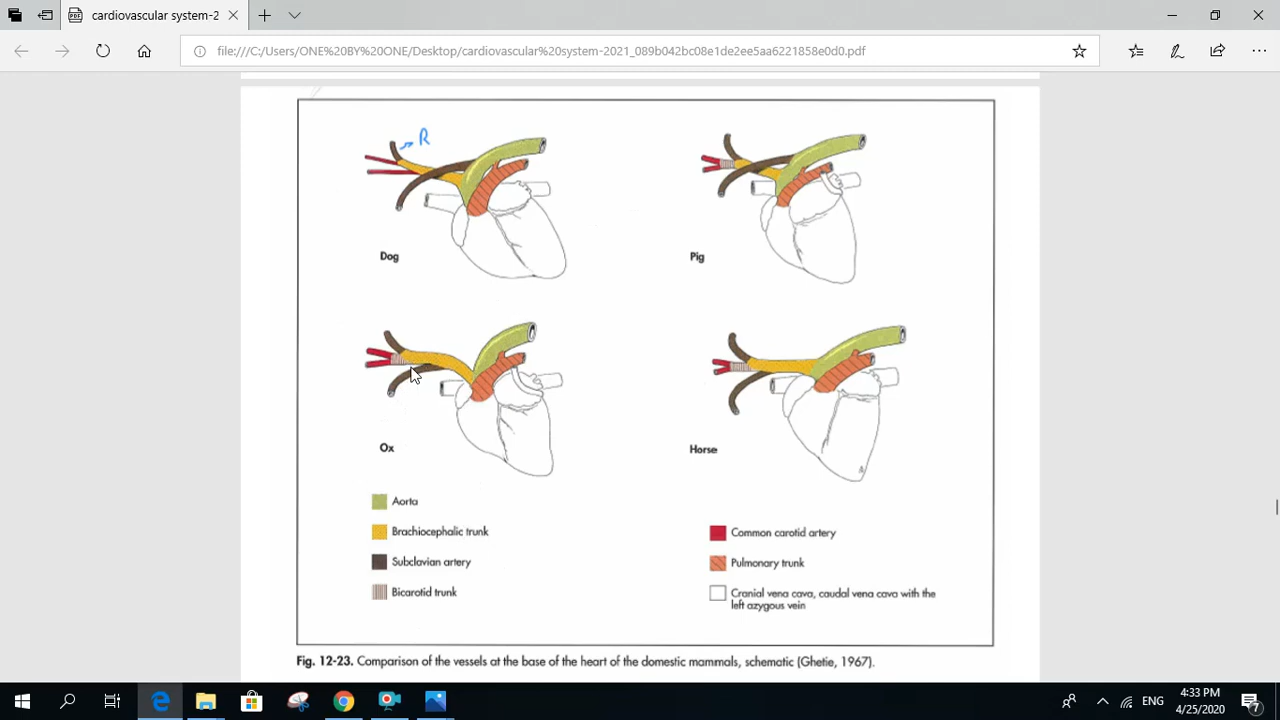 cardiovascular system-2
file:///C:/Users/ONE%20BY%20ONE/Desktop/cardiovascular%20system-2021_089b042bc08e1de2ee5aa6221858e0d0.pdf
R
Dog
Pig
Ox
Horse
Aorta
Brachiocephalic trunk
Subclavian artery
Bicarotid trunk
Common carotid artery
Pulmonary trunk
Cranial vena cava, caudal vena cava with the
left azygous vein
Fig. 12-23. Comparison of the vessels at the base of the heart of the domestic mammals, schematic (Ghetie, 1967).
ENG
4:33 PM
4/25/2020
7